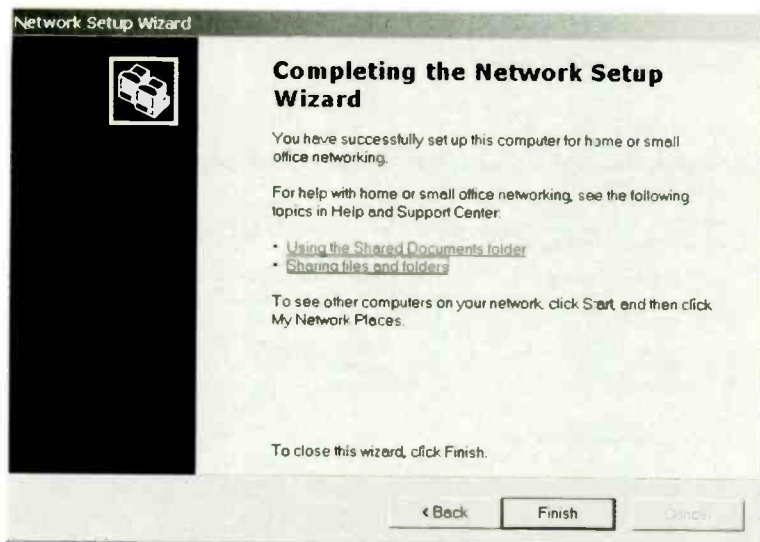 Network Setup Wizard
Completing the Network Setup
Wizard
You have successfully set up this computer for home or small
office networking.
For help with home or small office networking, see the following
topics in Help and Support Center:
• Using the Shared Documents folder
• Sharing files and folders
To see other computers on your network, click Start, and then click
My Network Places.
To close this wizard, click Finish.
< Back
Finish
Cancel